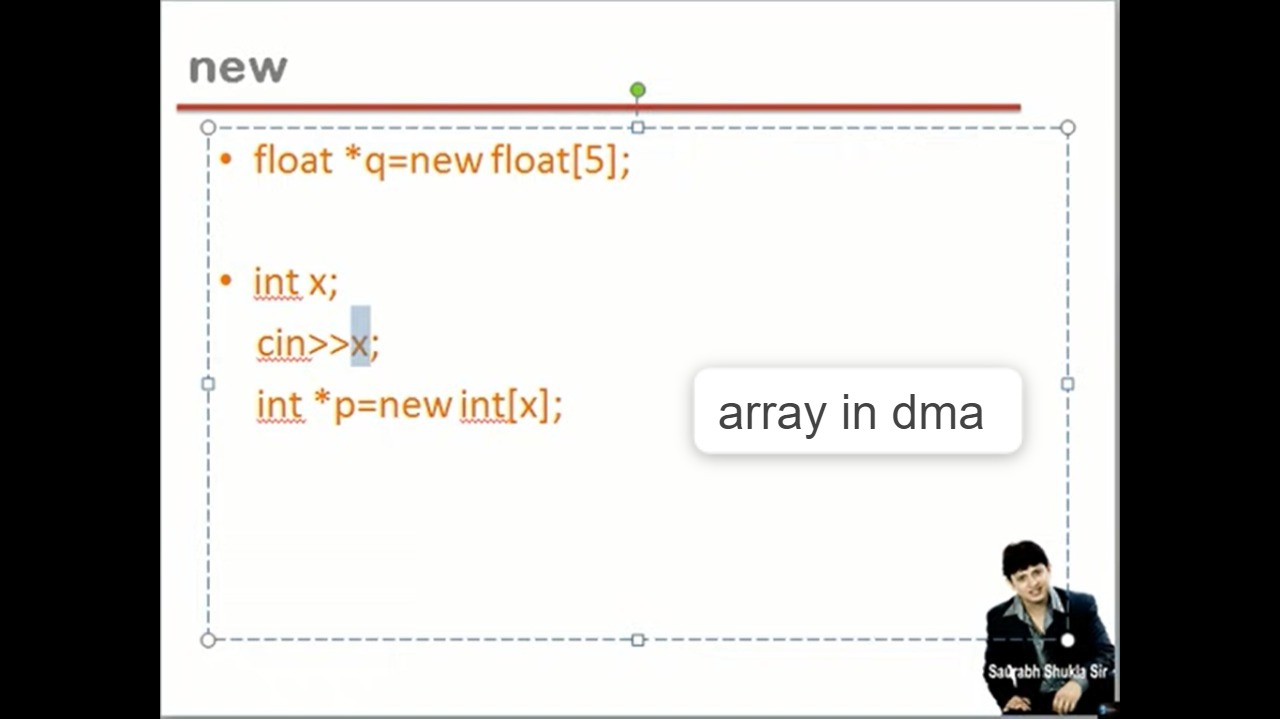 new
• float *q=new float[5];
• int x;
cin>>x;
int *p=new int[x];
array in dma
Saurabh Shukla Sir